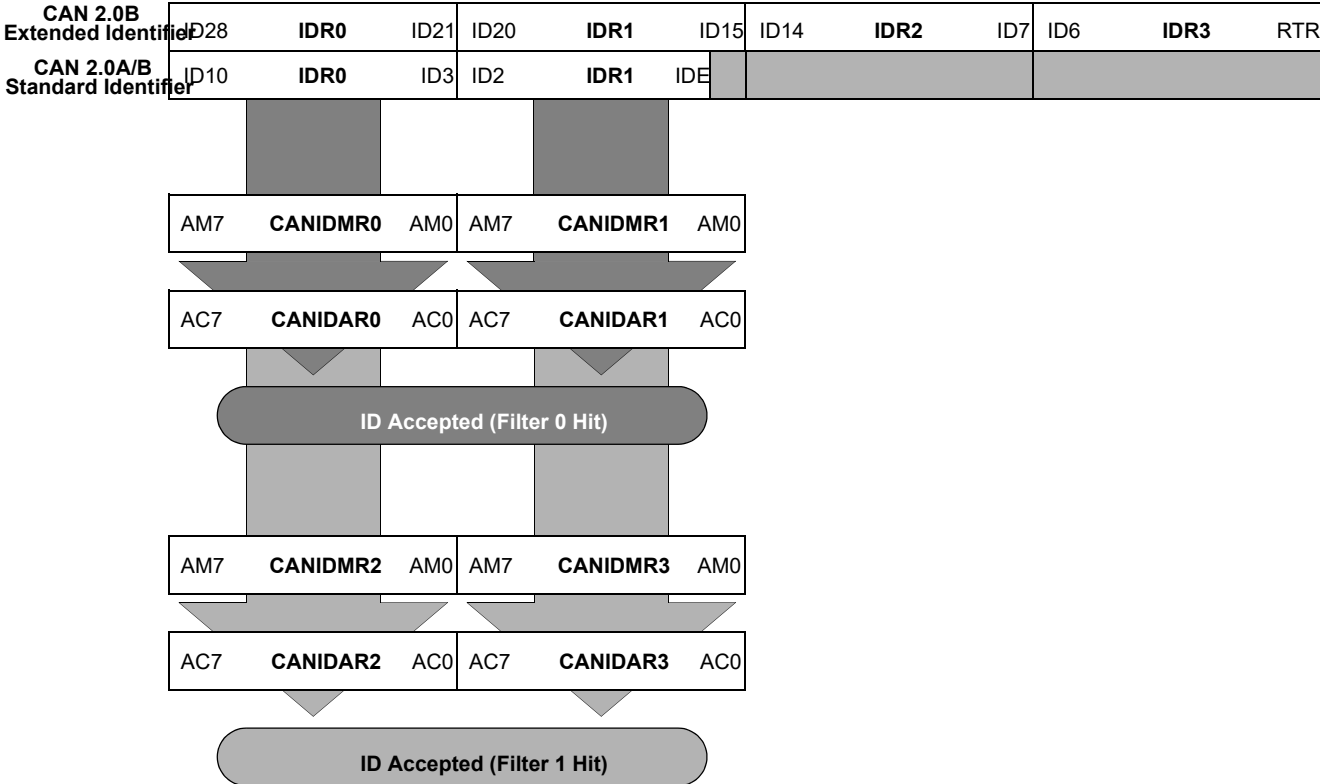 CAN 2.0B
Extended Identifier ID28 IDR0 ID21 ID20 IDR1 ID15 ID14 IDR2 ID7 ID6 IDR3 RTR
CAN 2.0A/B
Standard Identifier ID10 IDR0 ID3 ID2 IDR1 IDE
AM7 CANIDMR0 AM0 AM7 CANIDMR1 AM0
AC7 CANIDAR0 AC0 AC7 CANIDAR1 AC0
ID Accepted (Filter 0 Hit)
AM7 CANIDMR2 AM0 AM7 CANIDMR3 AM0
AC7 CANIDAR2 AC0 AC7 CANIDAR3 AC0
ID Accepted (Filter 1 Hit)